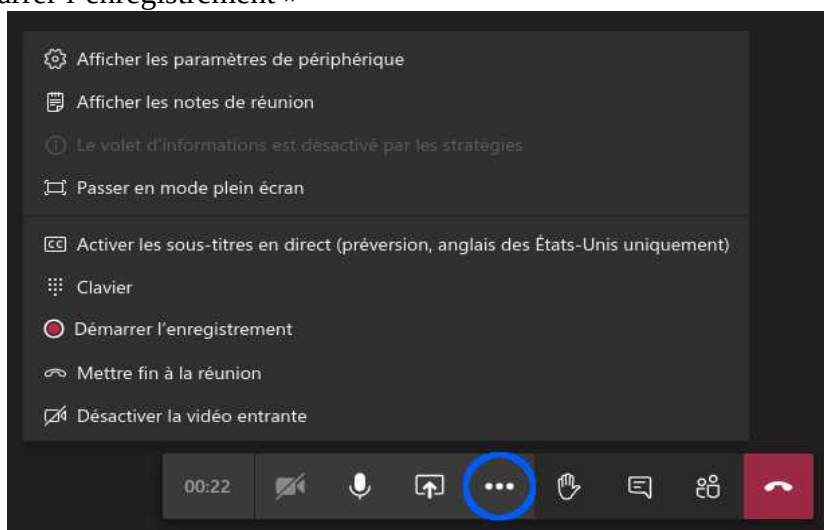 l'enregistrement »
Afficher les paramètres de périphérique
Afficher les notes de réunion
Le volet d'informations est désactivé par les stratégies
Passer en mode plein écran
Activer les sous-titres en direct (préversion, anglais des États-Unis uniquement)
Clavier
Démarrer l'enregistrement
Mettre fin à la réunion
Désactiver la vidéo entrante
00:22